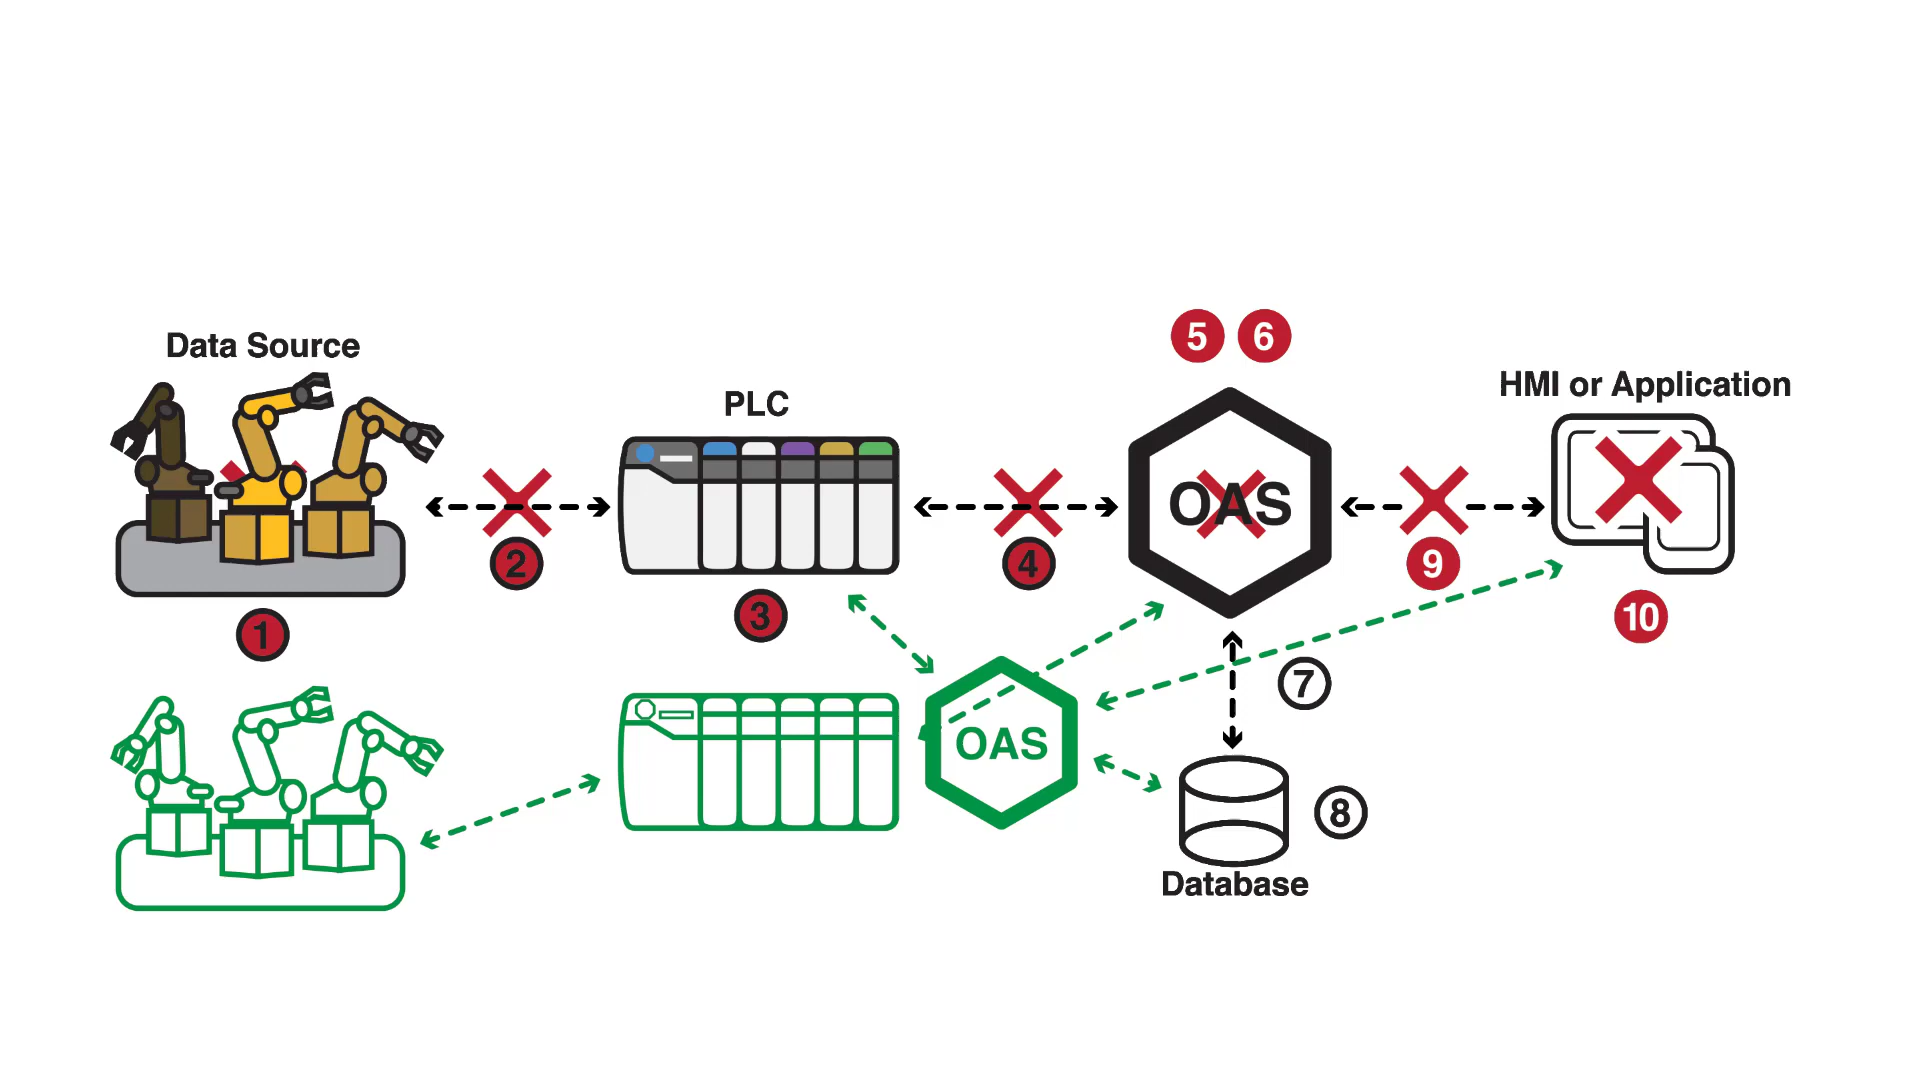 5 6
Data Source
HMI or Application
PLC
OAS
2
4
9
1
3
10
7
OAS
8
Database